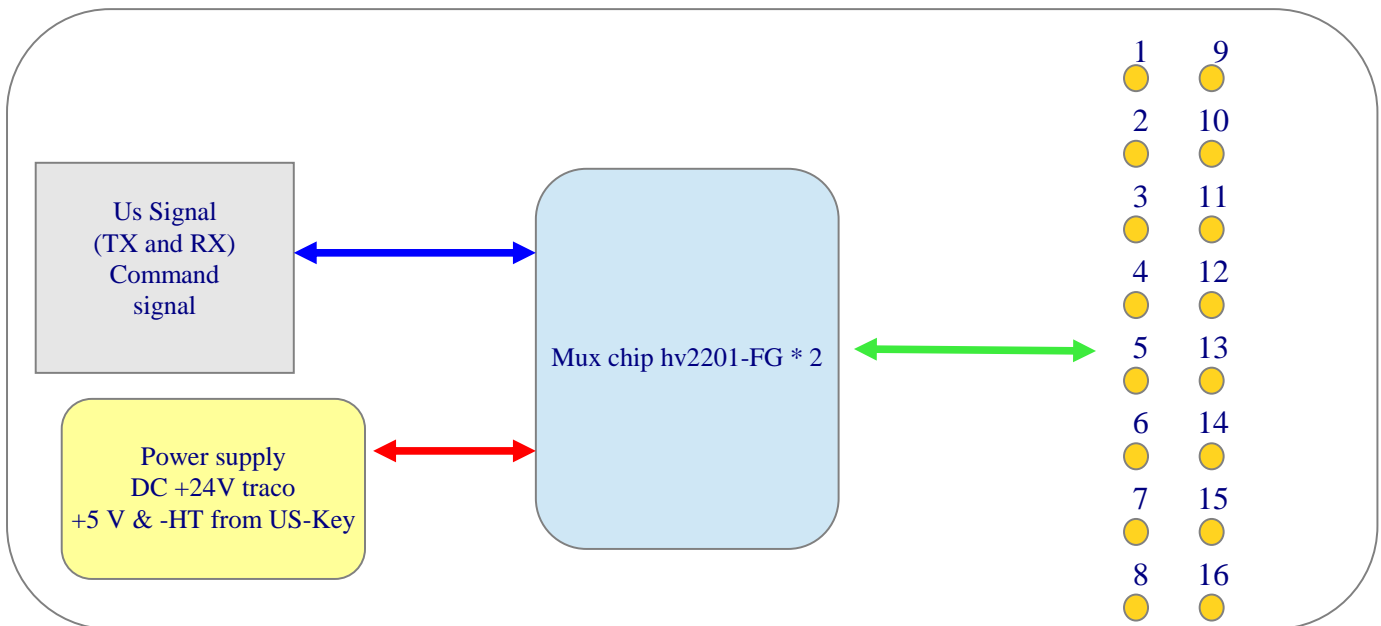 Us Signal
(TX and RX)
Command
signal
Power supply
DC +24V traco
+5 V & -HT from US-Key
Mux chip hv2201-FG * 2
1 9
2 10
3 11
4 12
5 13
6 14
7 15
8 16